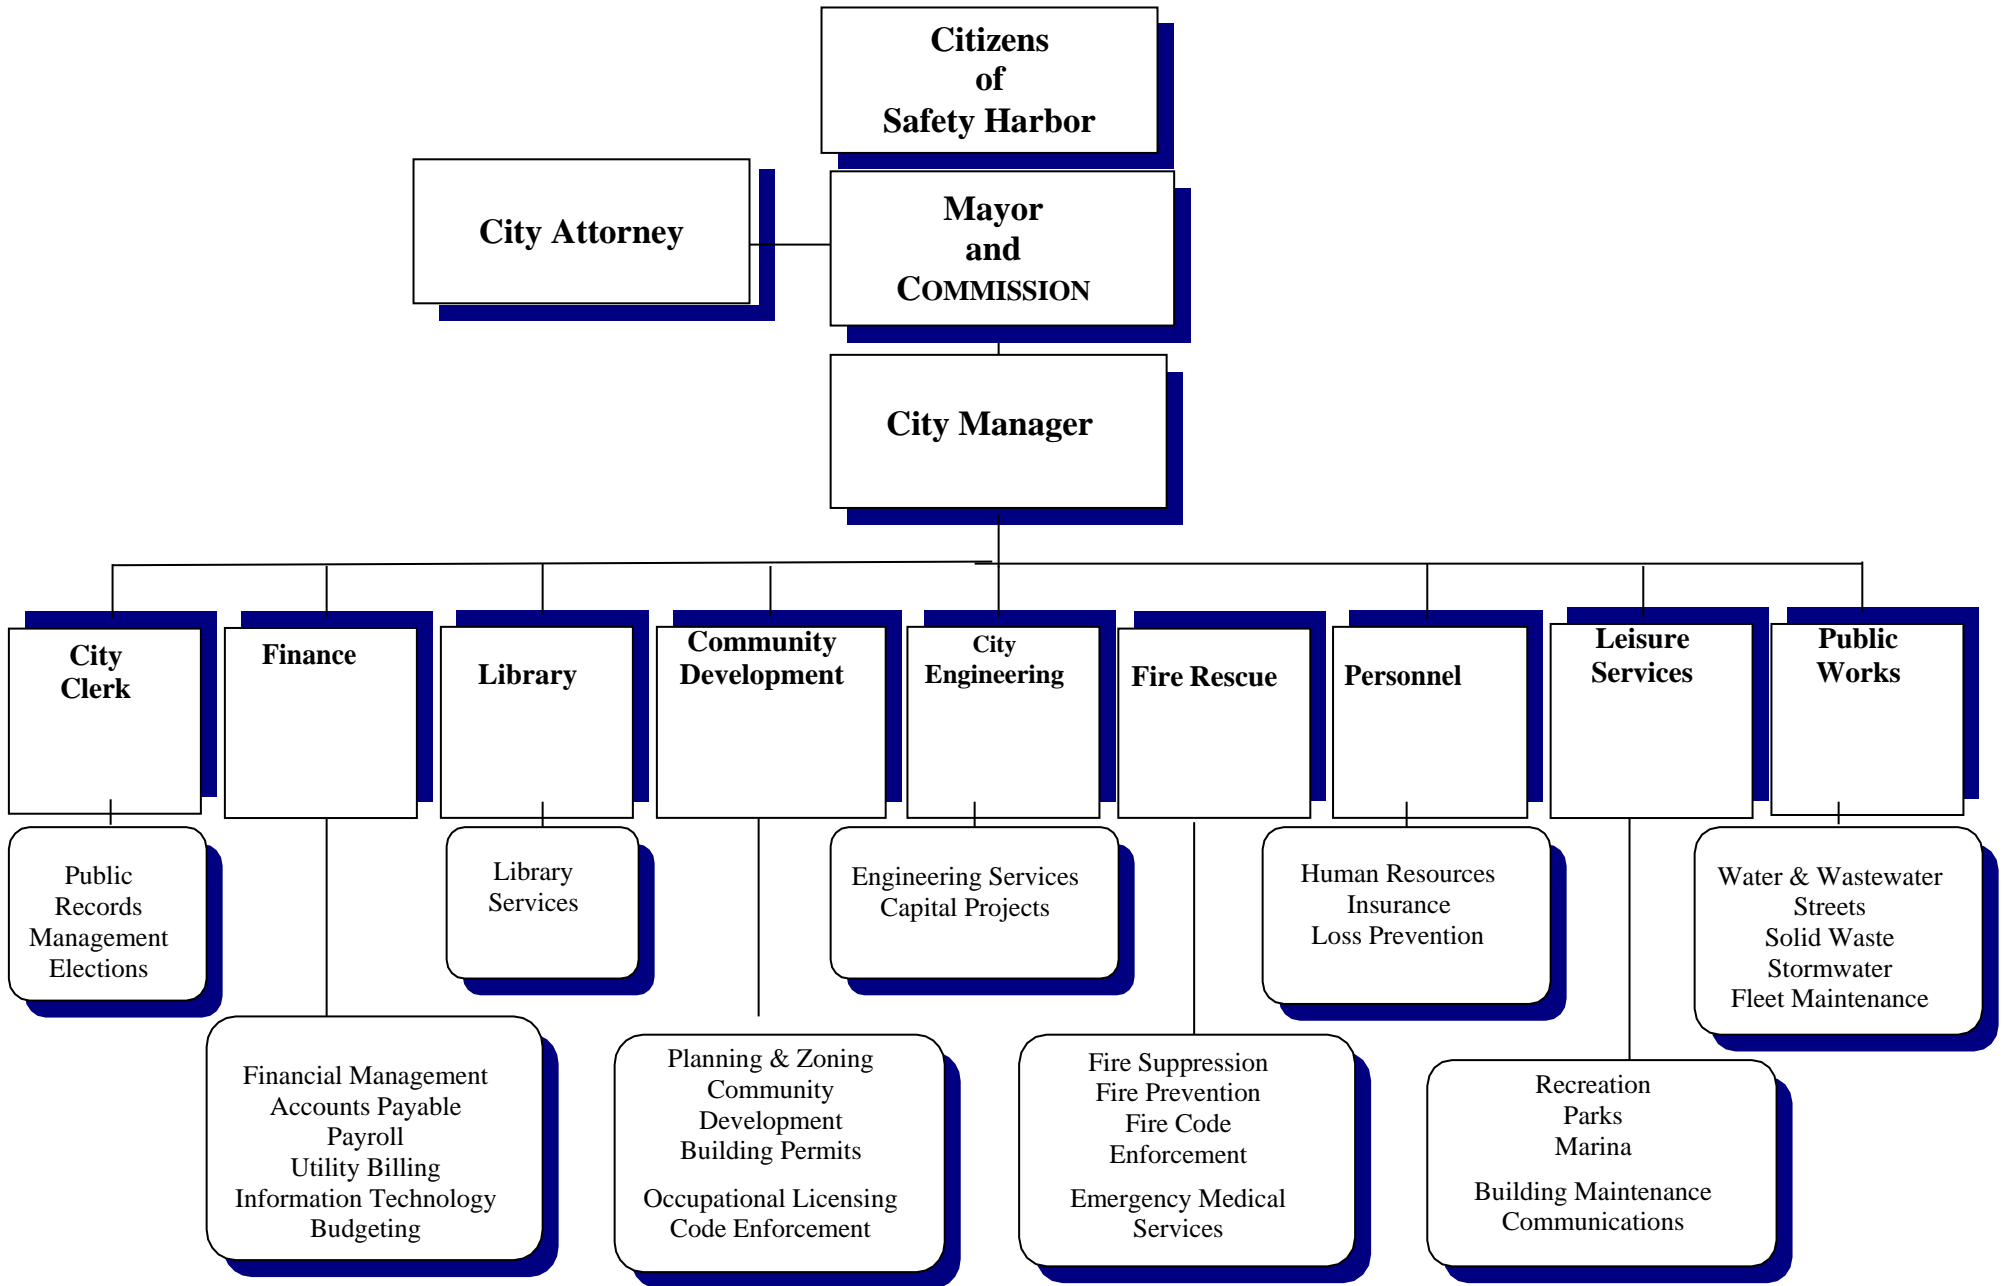 Citizens
of
Safety Harbor
City Attorney
Mayor
and
COMMISSION
City Manager
City
Clerk
Finance
Library
Community
Development
City
Engineering
Fire Rescue
Personnel
Leisure
Services
Public
Works
Public
Records
Management
Elections
Library
Services
Engineering Services
Capital Projects
Human Resources
Insurance
Loss Prevention
Water & Wastewater
Streets
Solid Waste
Stormwater
Fleet Maintenance
Financial Management
Accounts Payable
Payroll
Utility Billing
Information Technology
Budgeting
Planning & Zoning
Community
Development
Building Permits
Occupational Licensing
Code Enforcement
Fire Suppression
Fire Prevention
Fire Code
Enforcement
Emergency Medical
Services
Recreation
Parks
Marina
Building Maintenance
Communications